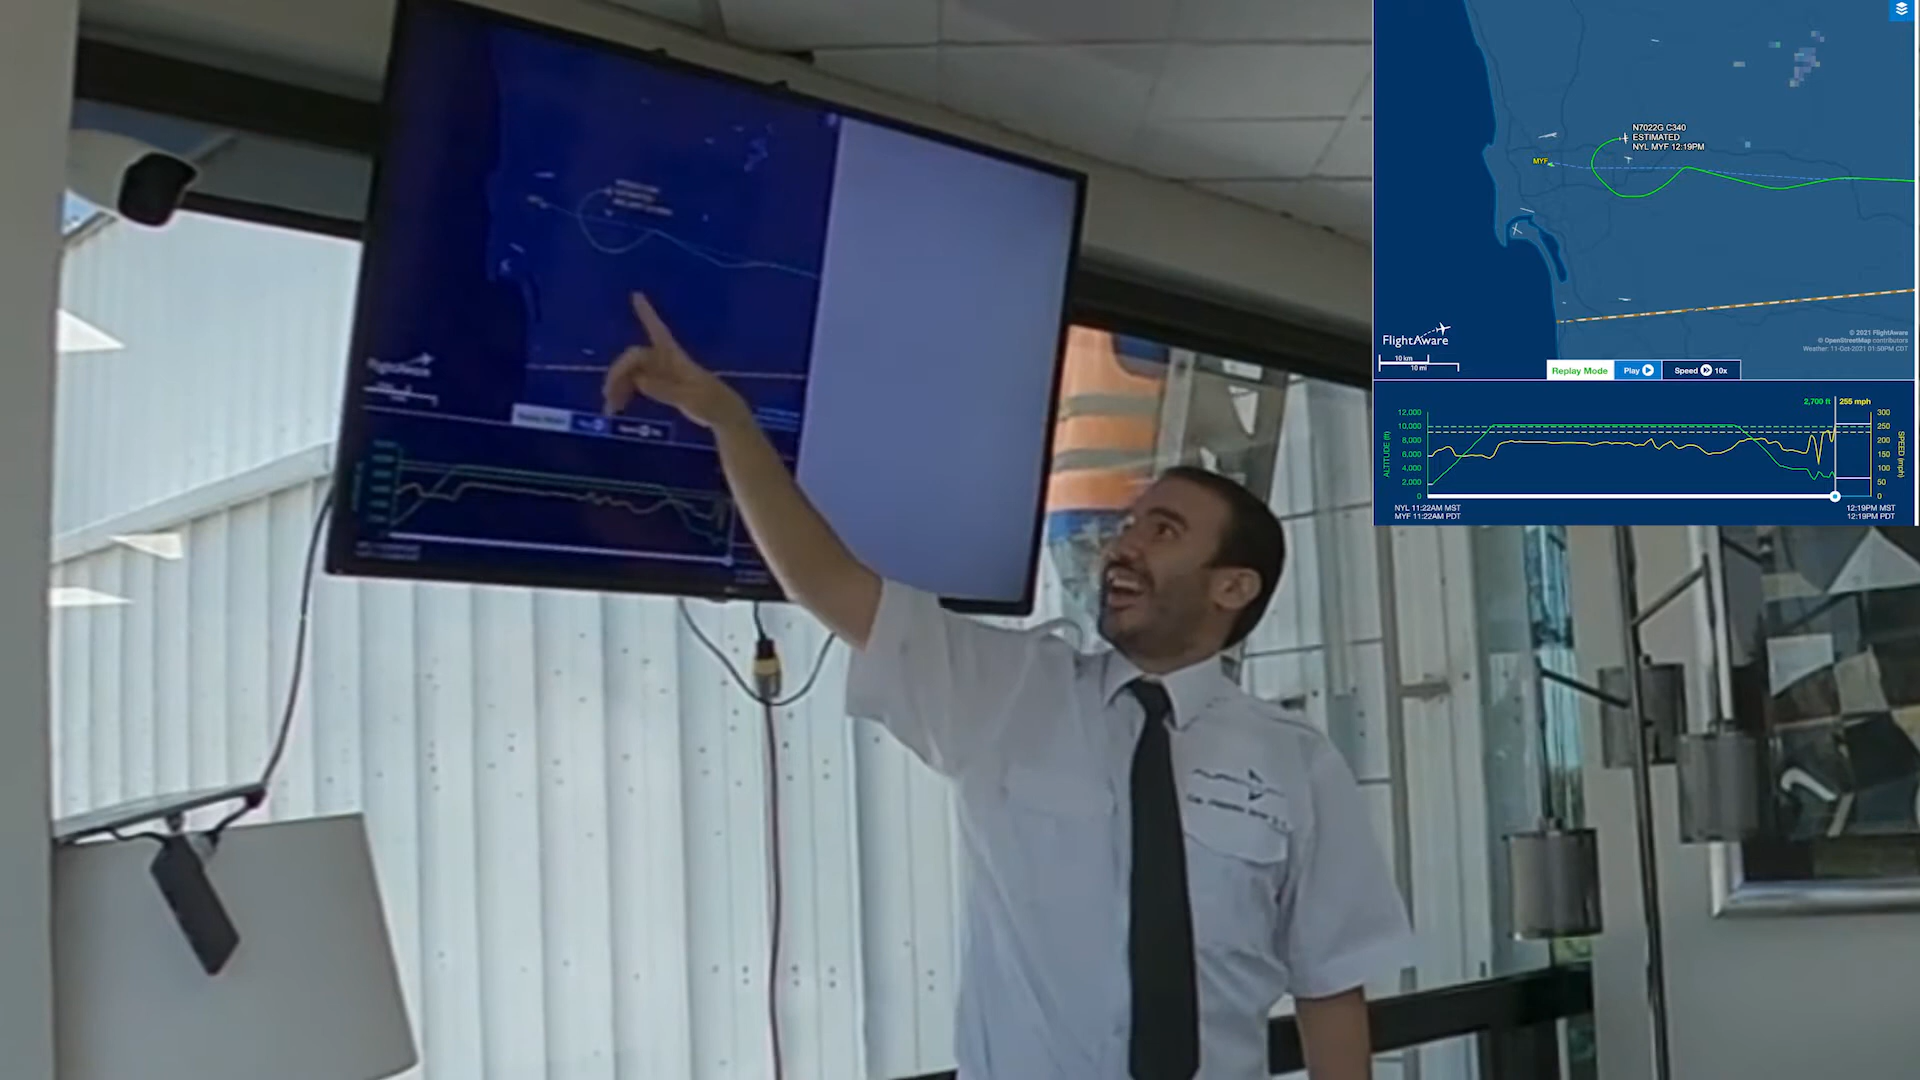 N7022G C340
ESTIMATED
NYL MYF 12:19PM
MYF
FlightAware
10 km
10 mi
© 2021 FlightAware
© OpenStreetMap contributors
Weather: 11-Oct-2021 01:50PM CDT
Replay Mode
Play
Speed 10x
2,700 ft 255 mph
12,000
10,000
8,000
6,000
4,000
2,000
0
ALTITUDE (ft)
300
250
200
150
100
50
0
SPEED (mph)
NYL 11:22AM MST
MYF 11:22AM PDT
12:19PM MST
12:19PM PDT
FlightAware